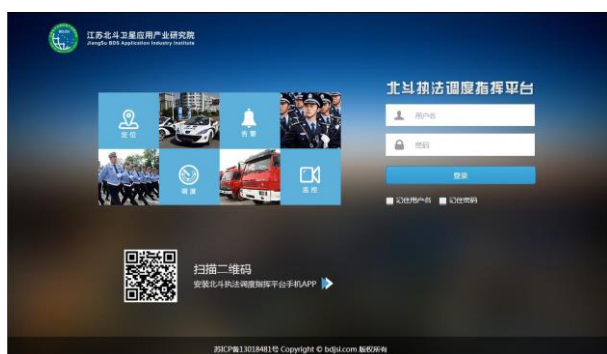 江苏北斗卫星应用产业研究院
JiangSu BDS Application Industry Institute
北斗执法调度指挥平台
定位
告警
调度
监控
用户名
密码
登录
记住用户名 记住密码
扫描二维码
安装北斗执法调度指挥平台手机APP
苏ICP备13018481号 Copyright © bdjsi.com 版权所有